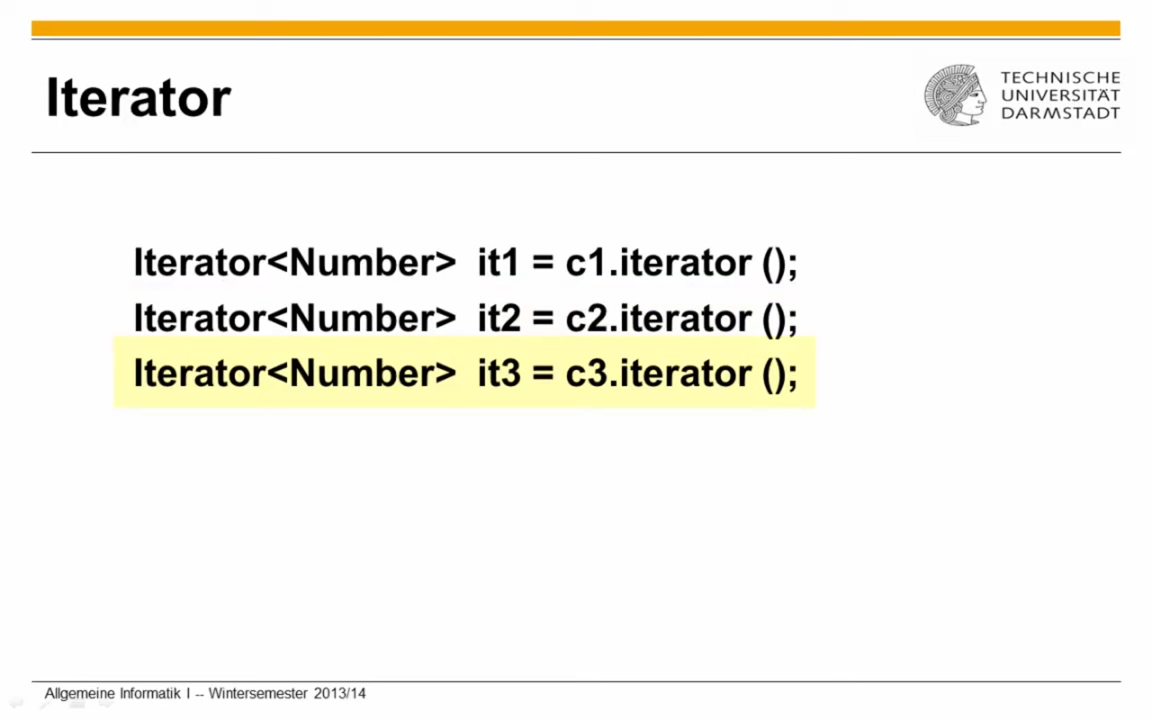 Iterator
TECHNISCHE
UNIVERSITÄT
DARMSTADT
Iterator<Number> it1 = c1.iterator ();
Iterator<Number> it2 = c2.iterator ();
Iterator<Number> it3 = c3.iterator ();
Allgemeine Informatik I -- Wintersemester 2013/14